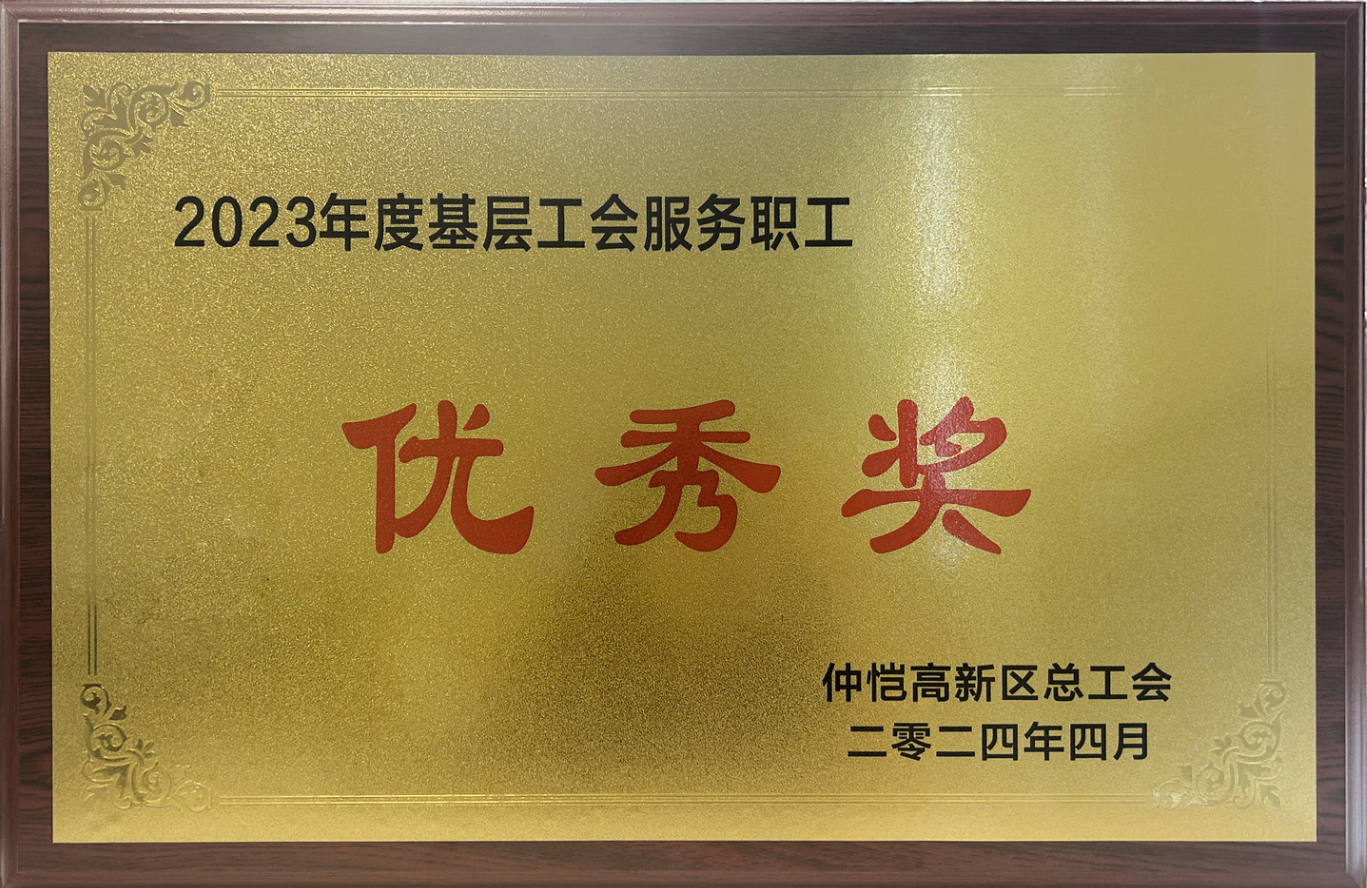 2023年度基层工会服务职工
优秀奖
仲恺高新区总工会
二零二四年四月